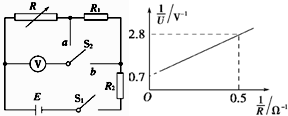 R
R₁
a
S₂
V
b
R₂
E
S₁
1/U/V⁻¹
2.8
0.7
O
0.5
1/R/Ω⁻¹